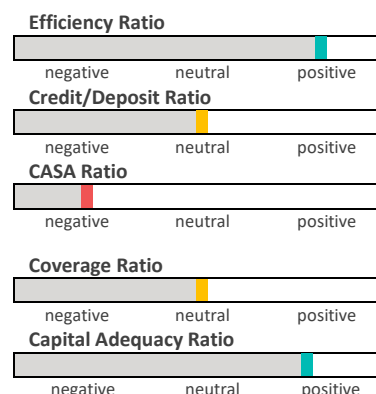 Efficiency Ratio
negative neutral positive
Credit/Deposit Ratio
negative neutral positive
CASA Ratio
negative neutral positive
Coverage Ratio
negative neutral positive
Capital Adequacy Ratio
negative neutral positive